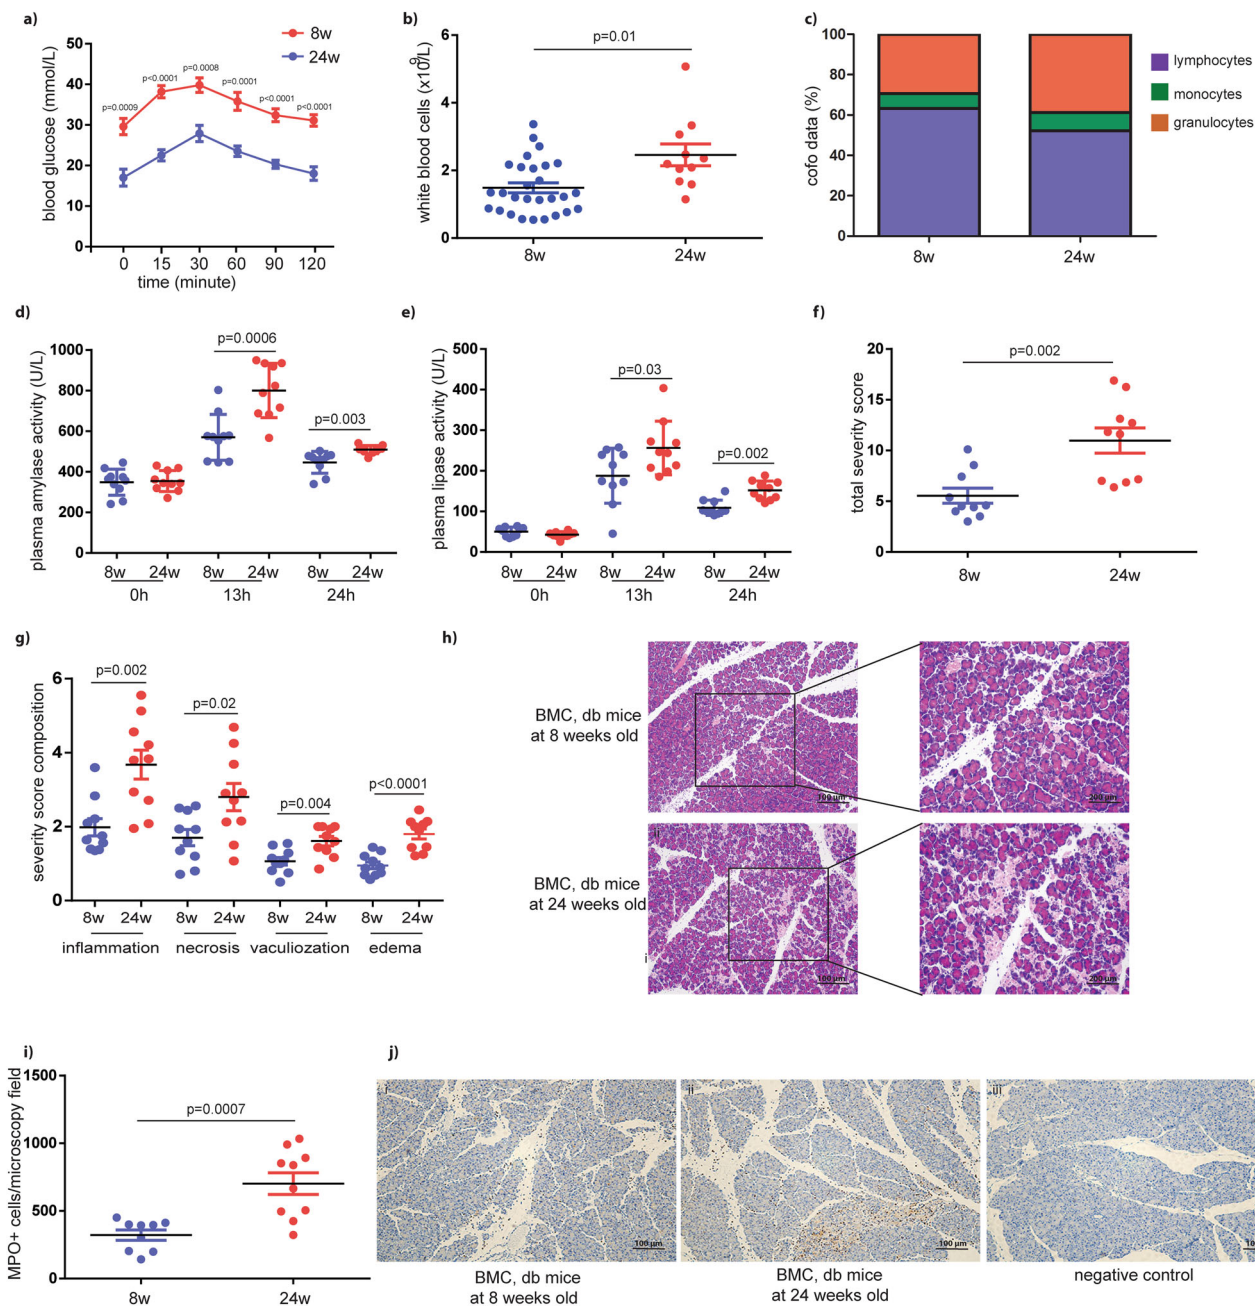 a)
8w
24w
blood glucose (mmol/L)
50
40
30
20
10
0
p=0.0009
p<0.0001
p=0.0008
p=0.0001
p<0.0001
p<0.0001
0 15 30 60 90 120
time (minute)
b)
white blood cells (x10⁹/L)
6
4
2
0
p=0.01
8w 24w
c)
cofo data (%)
100
80
60
40
20
0
8w 24w
lymphocytes
monocytes
granulocytes
d)
plasma amylase activity (U/L)
1000
800
600
400
200
0
p=0.0006
p=0.003
8w 24w 8w 24w 8w 24w
0h 13h 24h
e)
plasma lipase activity (U/L)
500
400
300
200
100
0
p=0.03
p=0.002
8w 24w 8w 24w 8w 24w
0h 13h 24h
f)
total severity score
20
15
10
5
0
p=0.002
8w 24w
g)
severity score composition
6
4
2
0
p=0.002
p=0.02
p=0.004
p<0.0001
8w 24w 8w 24w 8w 24w 8w 24w
inflammation necrosis vaculiozation edema
h)
BMC, db mice
at 8 weeks old
100 µm
200 µm
ii
BMC, db mice
at 24 weeks old
i
100 µm
200 µm
i)
MPO+ cells/microscopy field
1500
1000
500
0
p=0.0007
8w 24w
j)
i
100 µm
BMC, db mice
at 8 weeks old
ii
100 µm
BMC, db mice
at 24 weeks old
iii
10
negative control